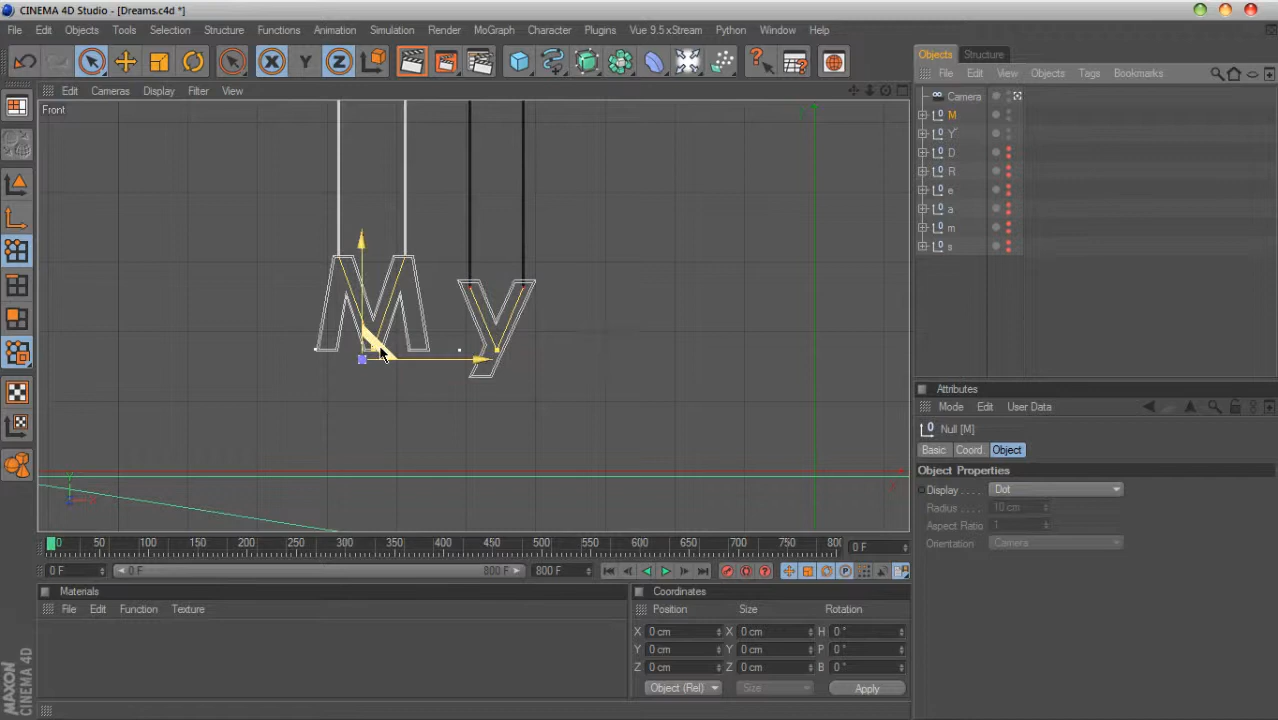 CINEMA 4D Studio - [Dreams.c4d *]
File Edit Objects Tools Selection Structure Functions Animation Simulation Render MoGraph Character Plugins Vue 9.5 xStream Python Window Help
X Y Z
Objects Structure
File Edit View Objects Tags Bookmarks
Edit Cameras Display Filter View
Front
Camera
M
Y
D
R
e
a
m
s
M y
Attributes
Mode Edit User Data
Null [M]
Basic Coord. Object
Object Properties
Display . . . . Dot
Radius . . . . 10 cm
Aspect Ratio 1
Orientation Camera
0 50 100 150 200 250 300 350 400 450 500 550 600 650 700 750 80
0 F
0 F 0 F 800 F 800 F
Materials
File Edit Function Texture
Coordinates
Position Size Rotation
X 0 cm X 0 cm H 0 °
Y 0 cm Y 0 cm P 0 °
Z 0 cm Z 0 cm B 0 °
Object (Rel) Size Apply
MAXON
CINEMA 4D